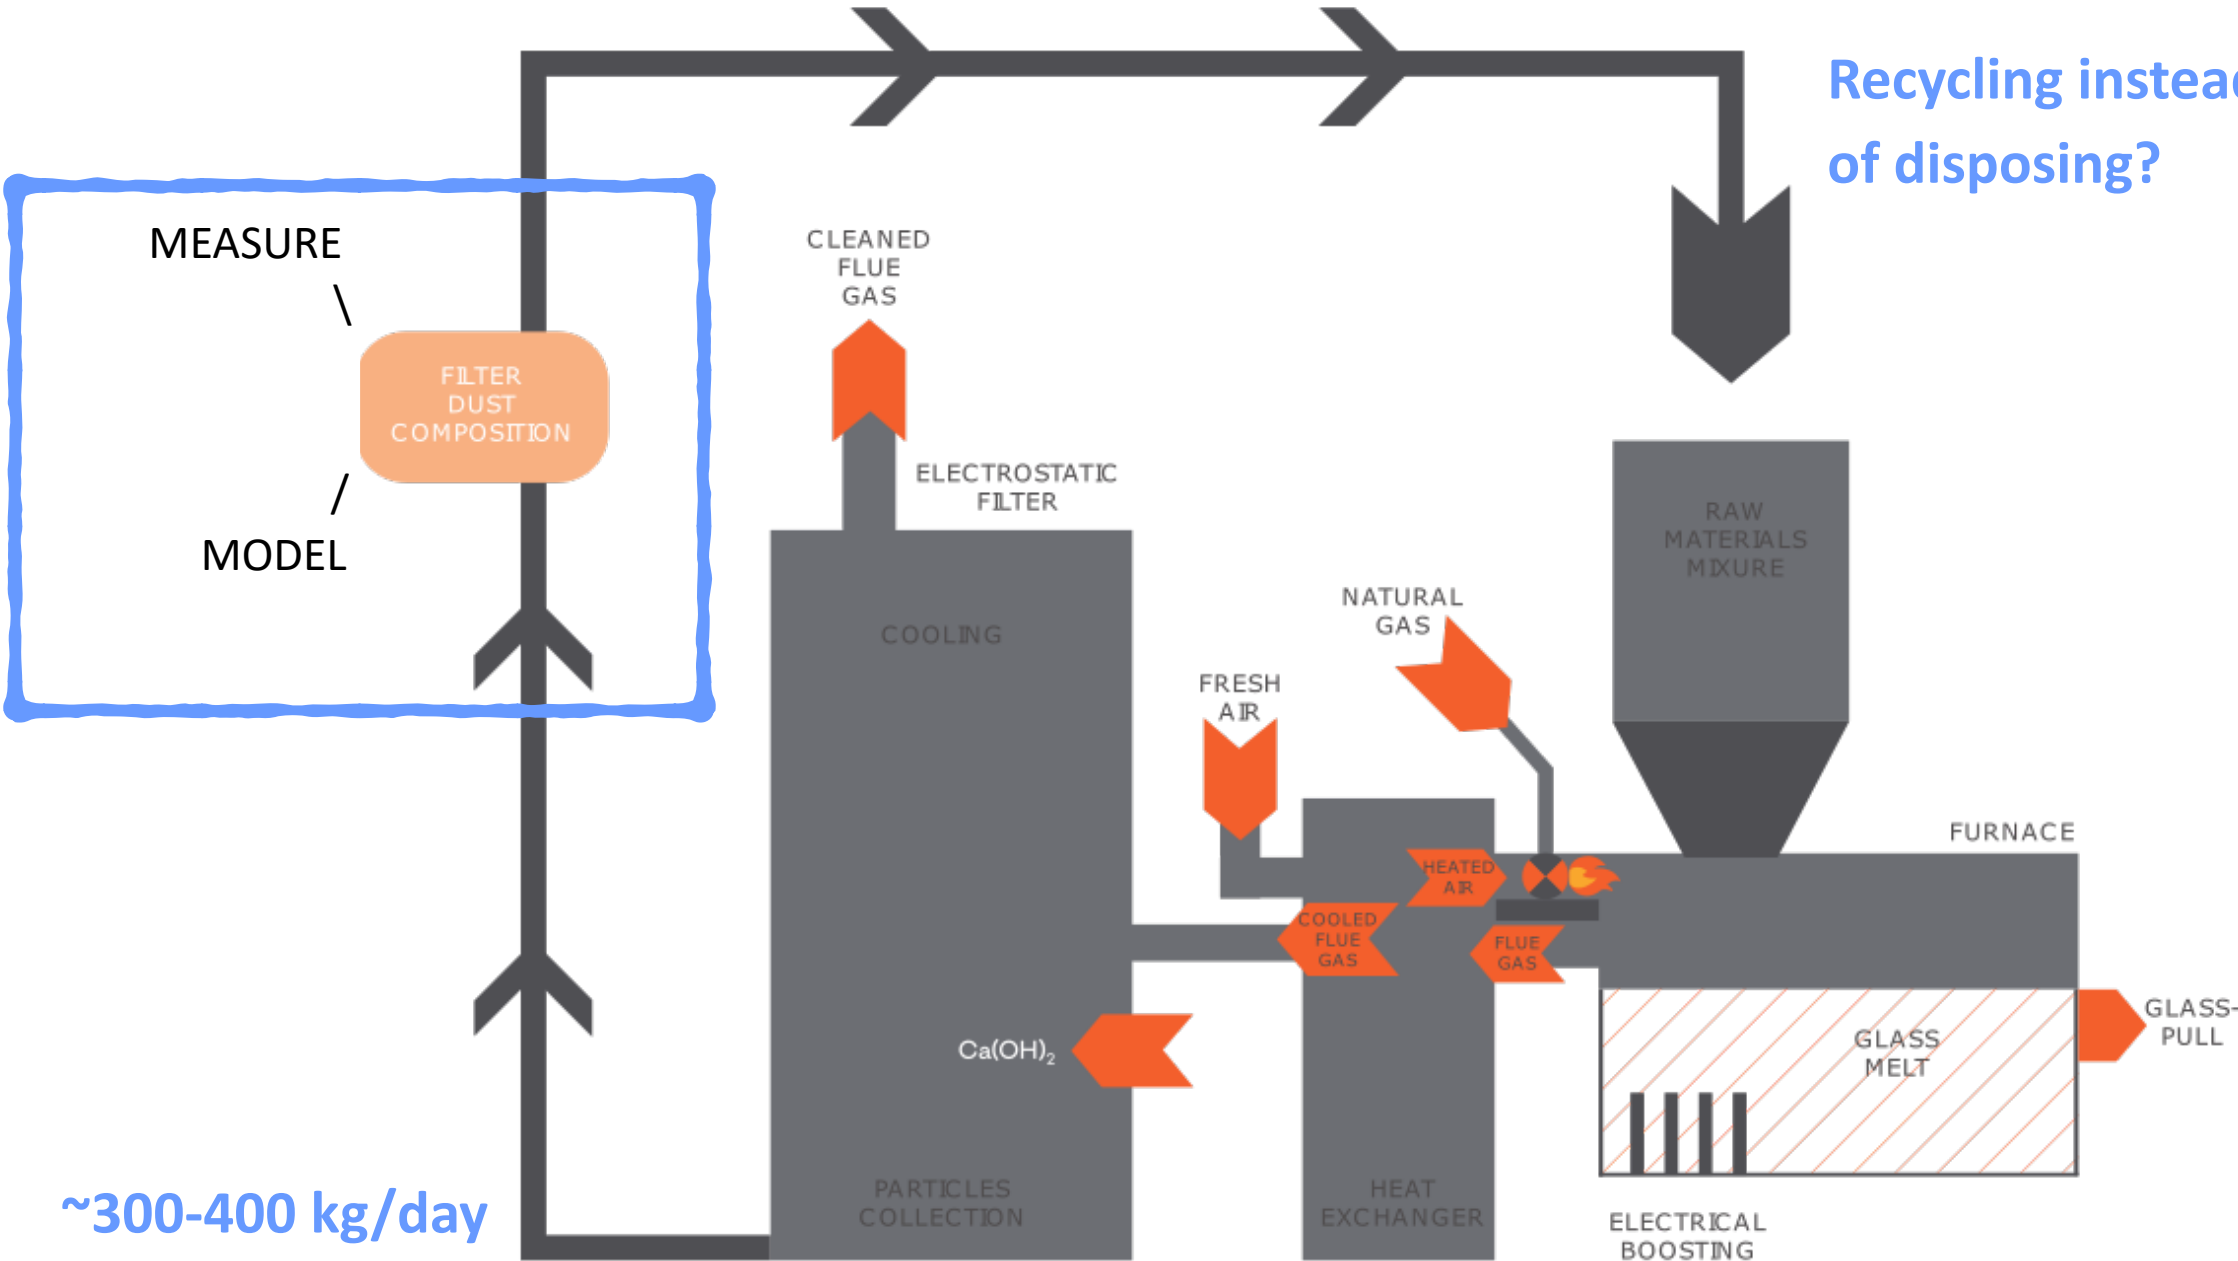 Recycling instead
of disposing?
MEASURE
\
FILTER
DUST
COMPOSITION
/
MODEL
CLEANED
FLUE
GAS
ELECTROSTATIC
FILTER
COOLING
RAW
MATERIALS
MIXURE
NATURAL
GAS
FRESH
AIR
FURNACE
HEATED
AIR
COOLED
FLUE
GAS
FLUE
GAS
Ca(OH)₂
GLASS
MELT
GLASS-
PULL
PARTICLES
COLLECTION
HEAT
EXCHANGER
ELECTRICAL
BOOSTING
~300-400 kg/day